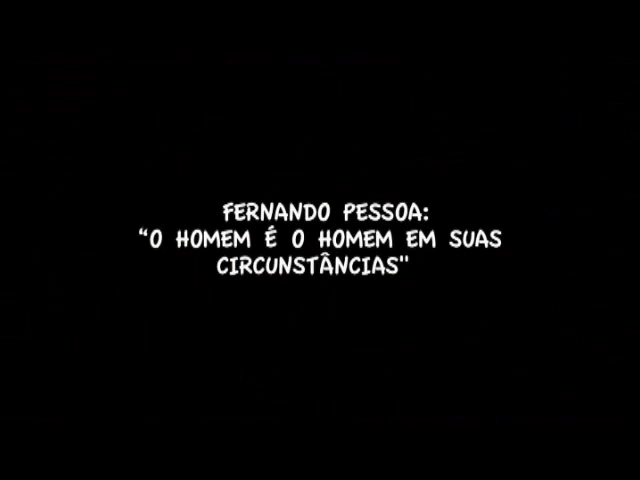 FERNANDO PESSOA:
“O HOMEM É O HOMEM EM SUAS
CIRCUNSTÂNCIAS"